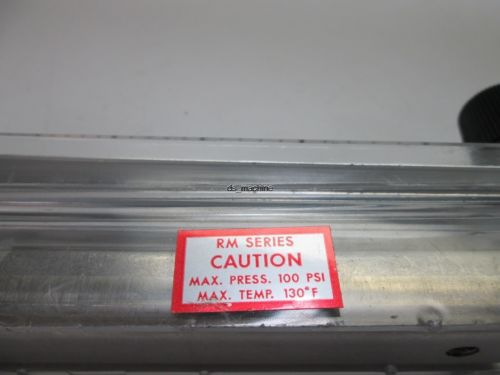 ds_machine
RM SERIES
CAUTION
MAX. PRESS. 100 PSI
MAX. TEMP. 130°F